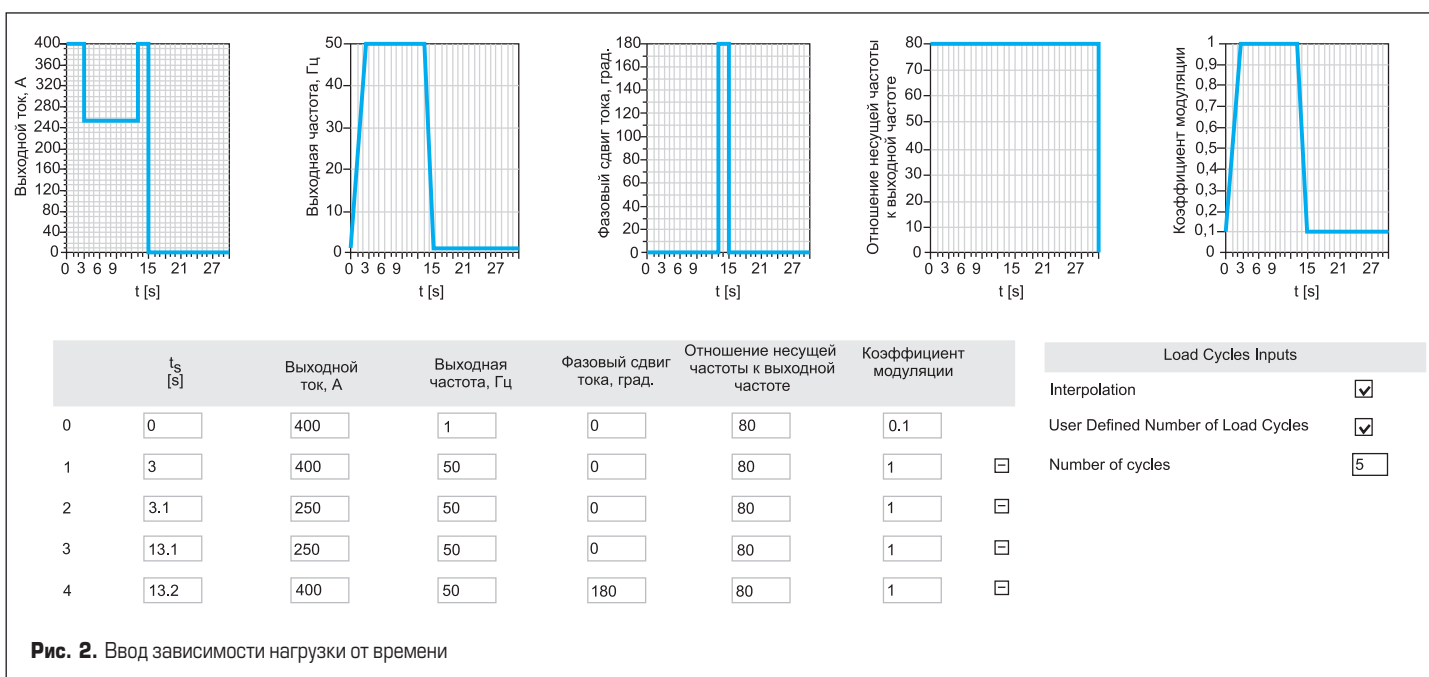 Выходной ток, А
400
360
320
280
240
200
160
120
80
40
0
0 3 6 9 15 21 27
t [s]
Выходная частота, Гц
50
40
30
20
10
0
0 3 6 9 15 21 27
t [s]
Фазовый сдвиг тока, град.
180
160
140
120
100
80
60
40
20
0
0 3 6 9 15 21 27
t [s]
Отношение несущей частоты
к выходной частоте
80
70
60
50
40
30
20
10
0
0 3 6 9 15 21 27
t [s]
Коэффициент модуляции
1
0,9
0,8
0,7
0,6
0,5
0,4
0,3
0,2
0,1
0
0 3 6 9 15 21 27
t [s]
ts [s] Выходной ток, А Выходная частота, Гц Фазовый сдвиг тока, град. Отношение несущей частоты к выходной частоте Коэффициент модуляции
0 0 400 1 0 80 0.1
1 3 400 50 0 80 1
2 3.1 250 50 0 80 1
3 13.1 250 50 0 80 1
4 13.2 400 50 180 80 1
Load Cycles Inputs
Interpolation
User Defined Number of Load Cycles
Number of cycles 5
Рис. 2. Ввод зависимости нагрузки от времени